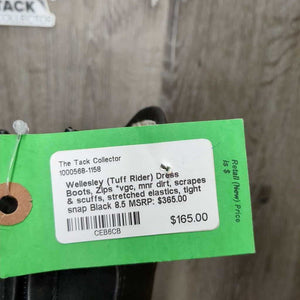 TACK
COLLECTOR
The Tack Collector
1000568-1158
Wellesley (Tuff Rider) Dress
Boots, Zips *vgc, mnr dirt, scrapes
& scuffs, stretched elastics, tight
snap Black 8.5 MSRP: $365.00
$165.00
CEB8CB
Retail (New) Price
is $